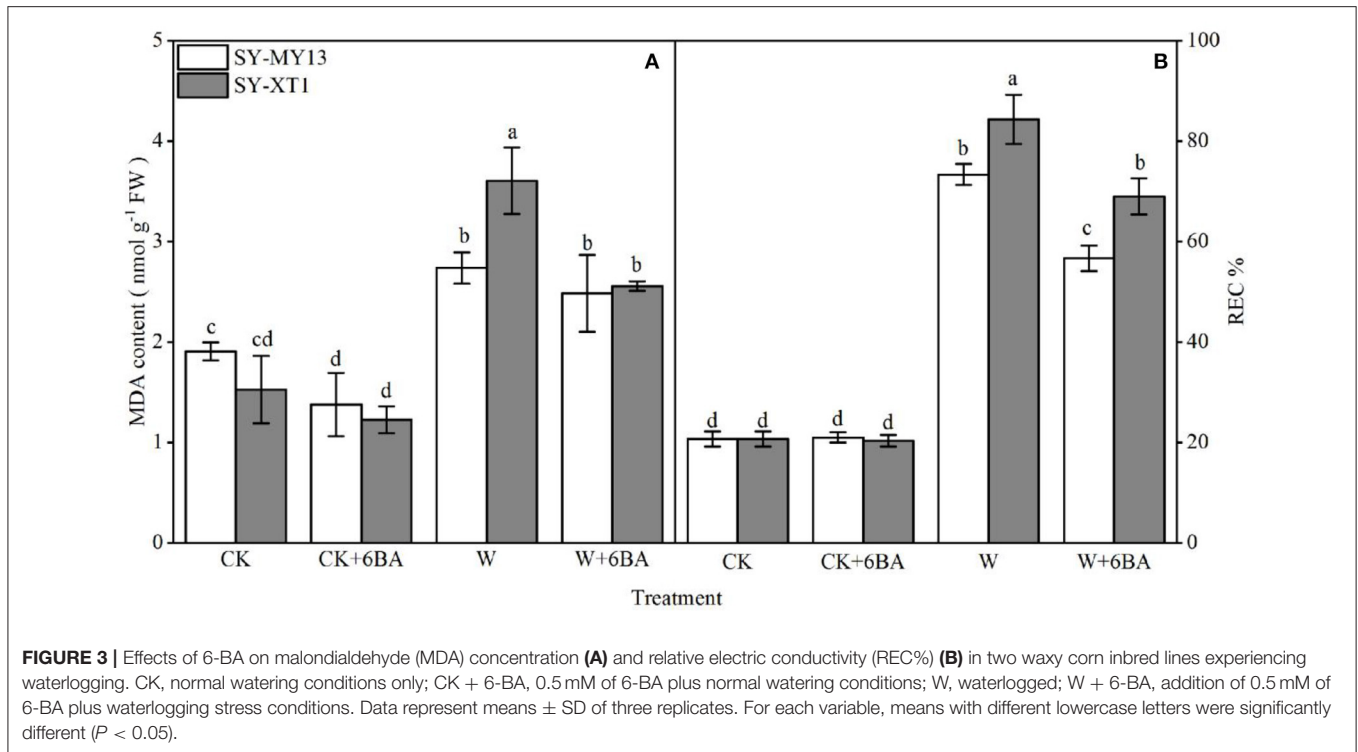 5
SY-MY13
SY-XT1
A
B
100
4
80
3
60
2
40
1
20
0
0
MDA content ( nmol g⁻¹ FW )
REC %
c
cd
d
d
b
a
b
b
d
d
d
d
b
a
c
b
CK
CK+6BA
W
W+6BA
CK
CK+6BA
W
W+6BA
Treatment
FIGURE 3 | Effects of 6-BA on malondialdehyde (MDA) concentration (A) and relative electric conductivity (REC%) (B) in two waxy corn inbred lines experiencing
waterlogging. CK, normal watering conditions only; CK + 6-BA, 0.5 mM of 6-BA plus normal watering conditions; W, waterlogged; W + 6-BA, addition of 0.5 mM of
6-BA plus waterlogging stress conditions. Data represent means ± SD of three replicates. For each variable, means with different lowercase letters were significantly
different (P < 0.05).